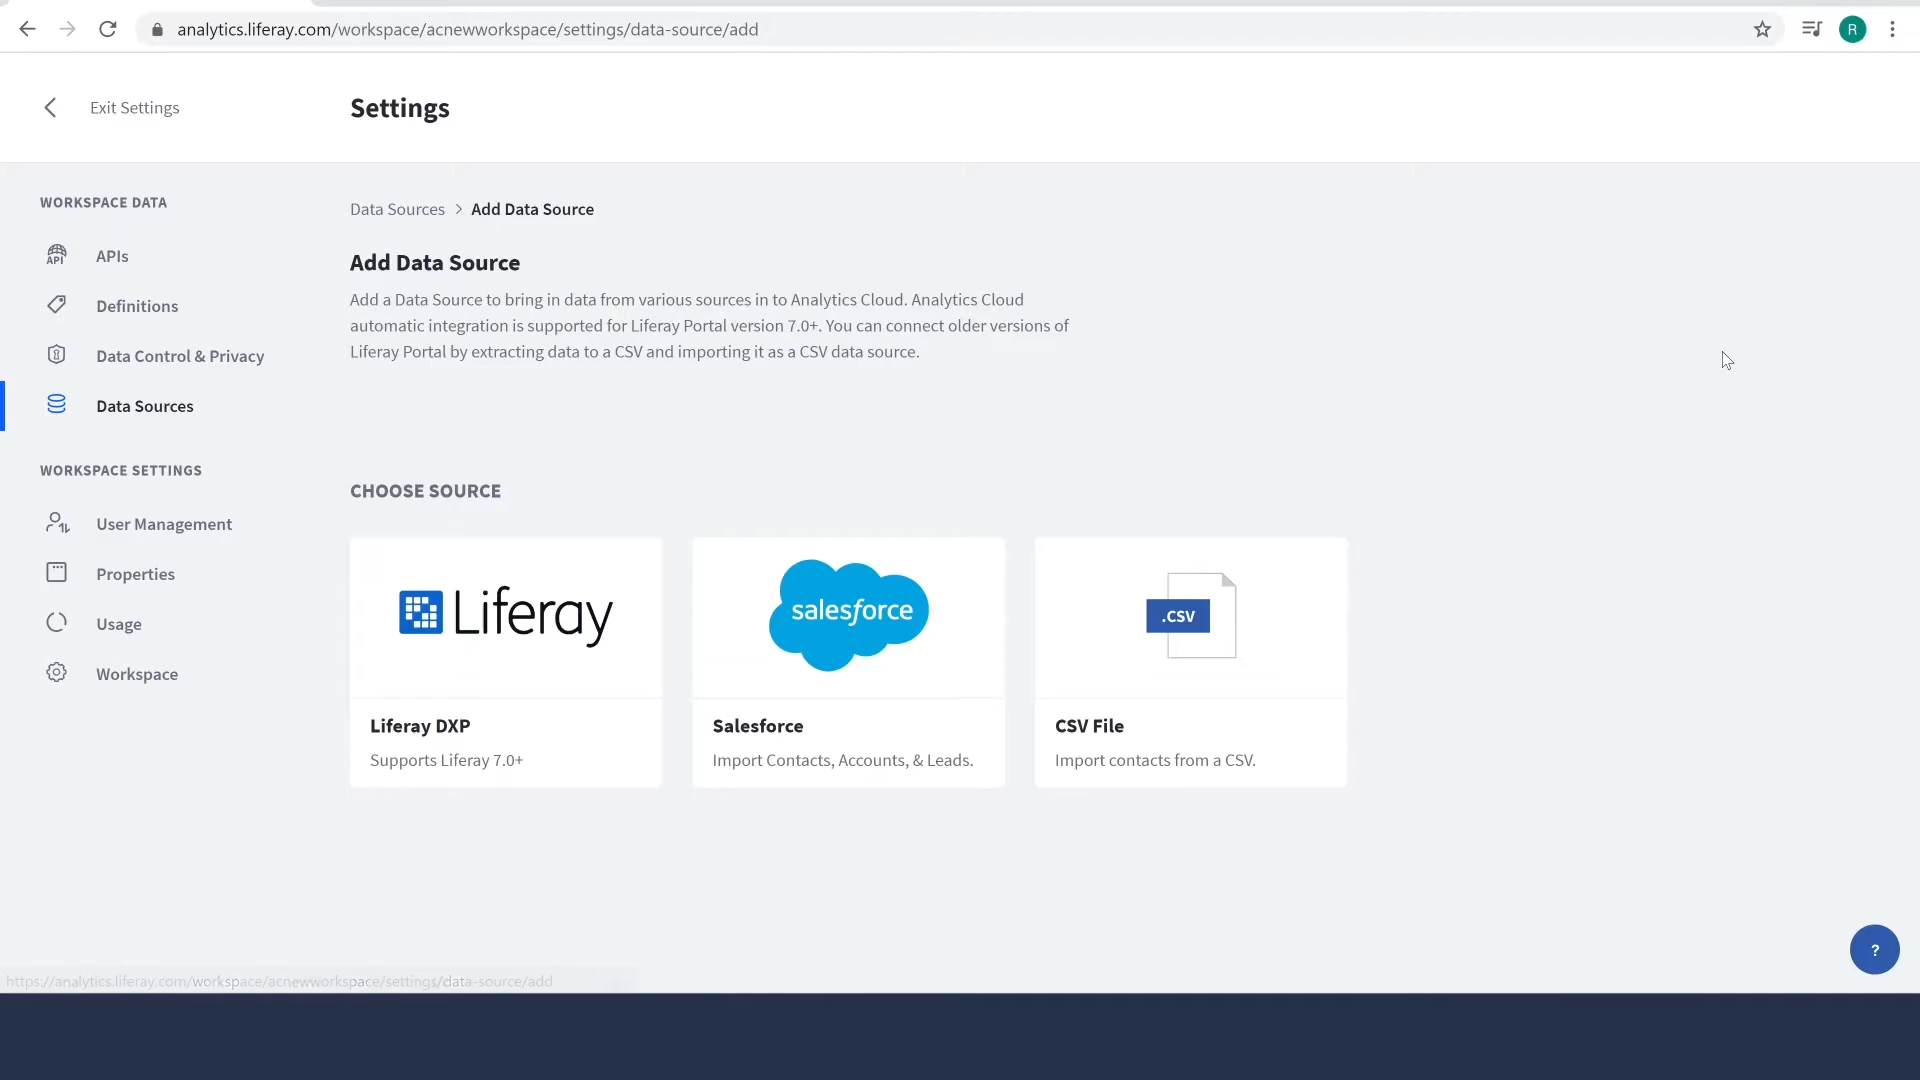 analytics.liferay.com/workspace/acnewworkspace/settings/data-source/add
R
Exit Settings
Settings
WORKSPACE DATA
API
APIs
Definitions
Data Control & Privacy
Data Sources
WORKSPACE SETTINGS
User Management
Properties
Usage
Workspace
Data Sources > Add Data Source
Add Data Source
Add a Data Source to bring in data from various sources in to Analytics Cloud. Analytics Cloud
automatic integration is supported for Liferay Portal version 7.0+. You can connect older versions of
Liferay Portal by extracting data to a CSV and importing it as a CSV data source.
CHOOSE SOURCE
Liferay
Liferay DXP
Supports Liferay 7.0+
salesforce
Salesforce
Import Contacts, Accounts, & Leads.
.CSV
CSV File
Import contacts from a CSV.
?
https://analytics.liferay.com/workspace/acnewworkspace/settings/data-source/add